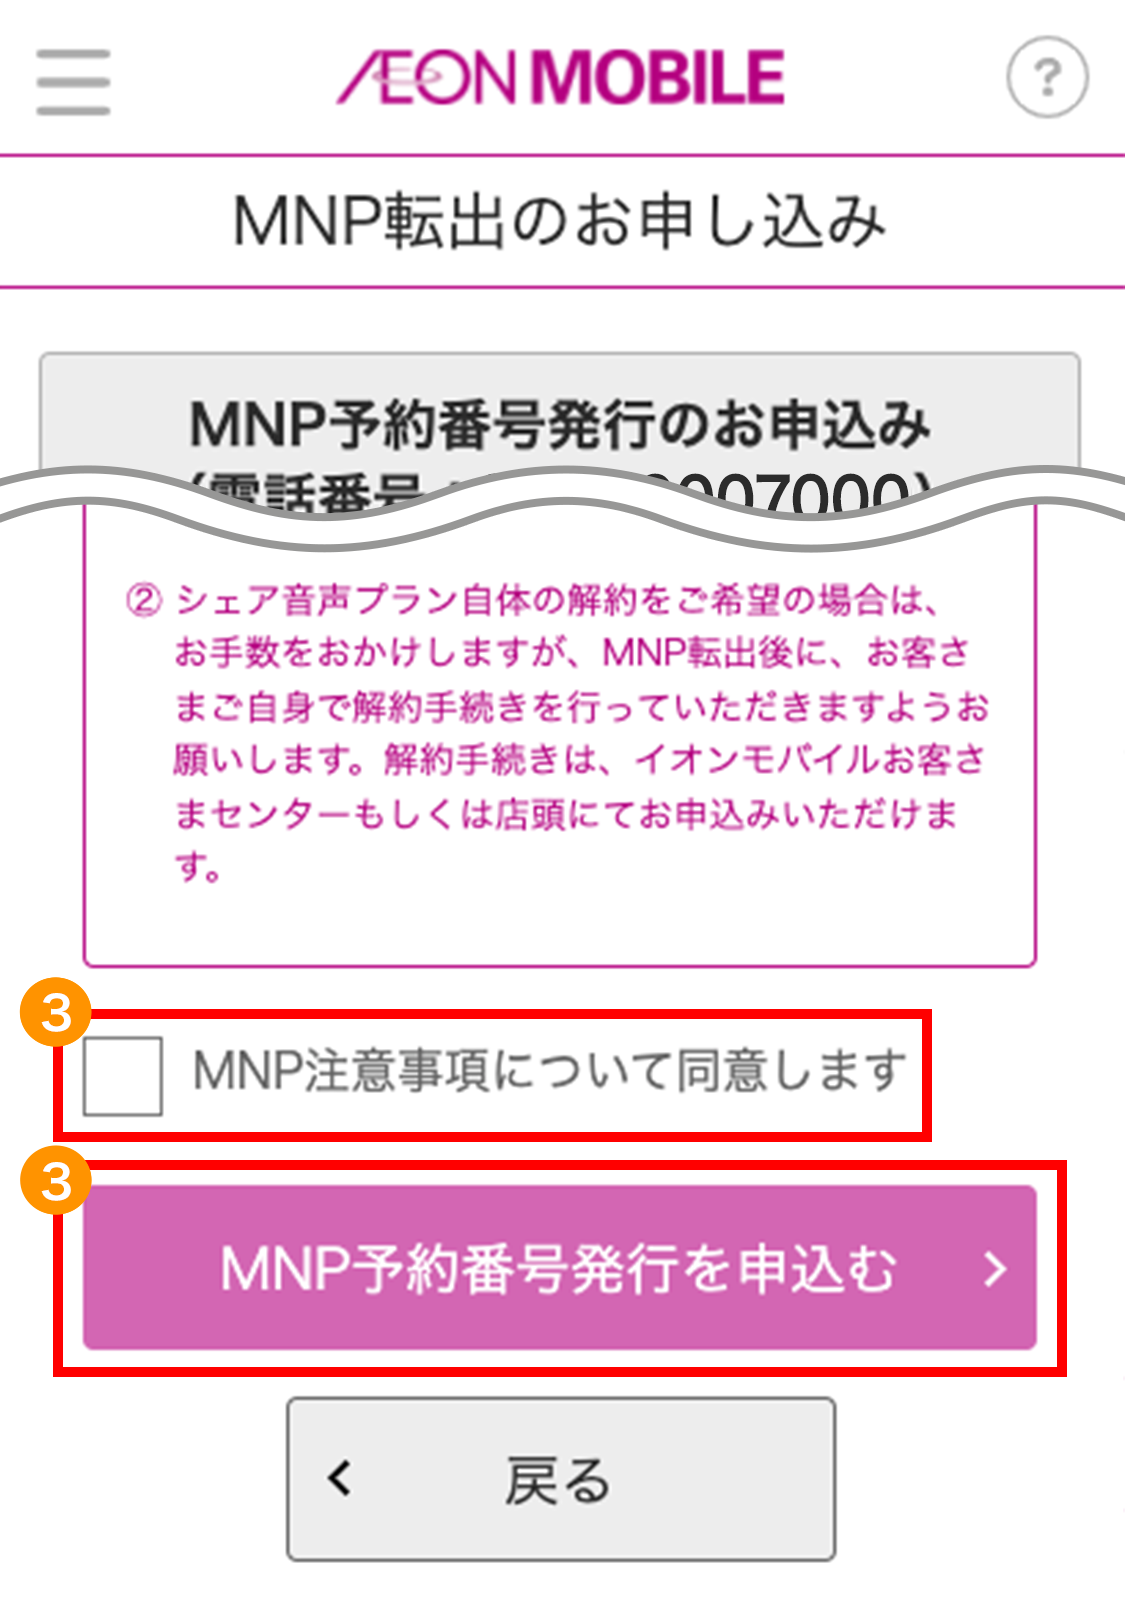 ÆON MOBILE
?
MNP転出のお申し込み
MNP予約番号発行のお申込み
(電話番号 007000)
② シェア音声プラン自体の解約をご希望の場合は、
お手数をおかけしますが、MNP転出後に、お客さ
まご自身で解約手続きを行っていただきますようお
願いします。解約手続きは、イオンモバイルお客さ
まセンターもしくは店頭にてお申込みいただけま
す。
3
MNP注意事項について同意します
3
MNP予約番号発行を申込む
戻る